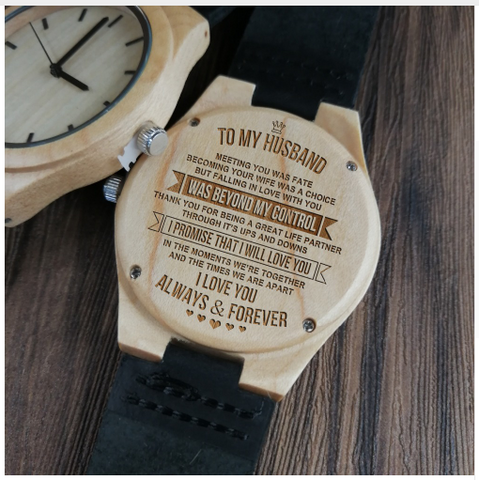 TO MY HUSBAND
MEETING YOU WAS FATE
BECOMING YOUR WIFE WAS A CHOICE
BUT FALLING IN LOVE WITH YOU
WAS BEYOND MY CONTROL
THANK YOU FOR BEING A GREAT LIFE PARTNER
THROUGH IT'S UPS AND DOWNS
I PROMISE THAT I WILL LOVE YOU
IN THE MOMENTS WE'RE TOGETHER
AND THE TIMES WE ARE APART
I LOVE YOU
ALWAYS & FOREVER